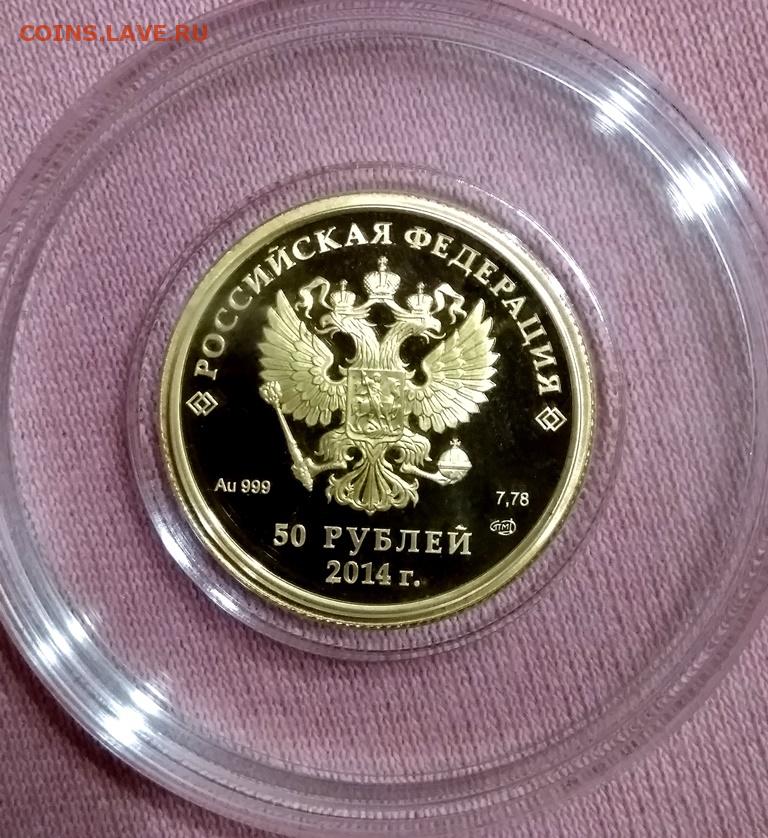 COINS.LAVE.RU
РОССИЙСКАЯ ФЕДЕРАЦИЯ
Au 999
7,78
СПМД
50 РУБЛЕЙ
2014 г.